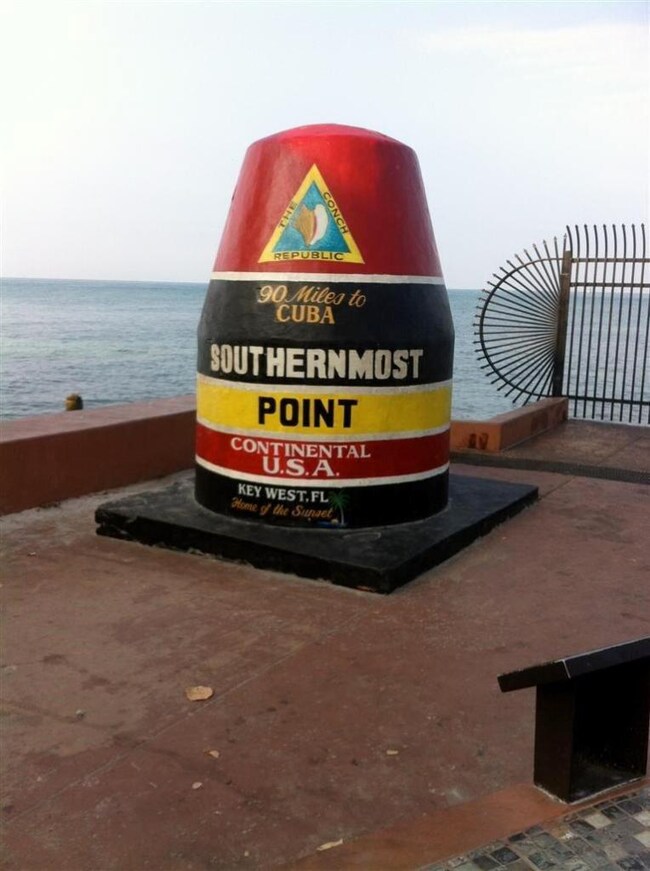 THE CONCH
REPUBLIC
90 Miles to
CUBA
SOUTHERNMOST
POINT
CONTINENTAL
U.S.A.
KEY WEST, FL
Home of the Sunset